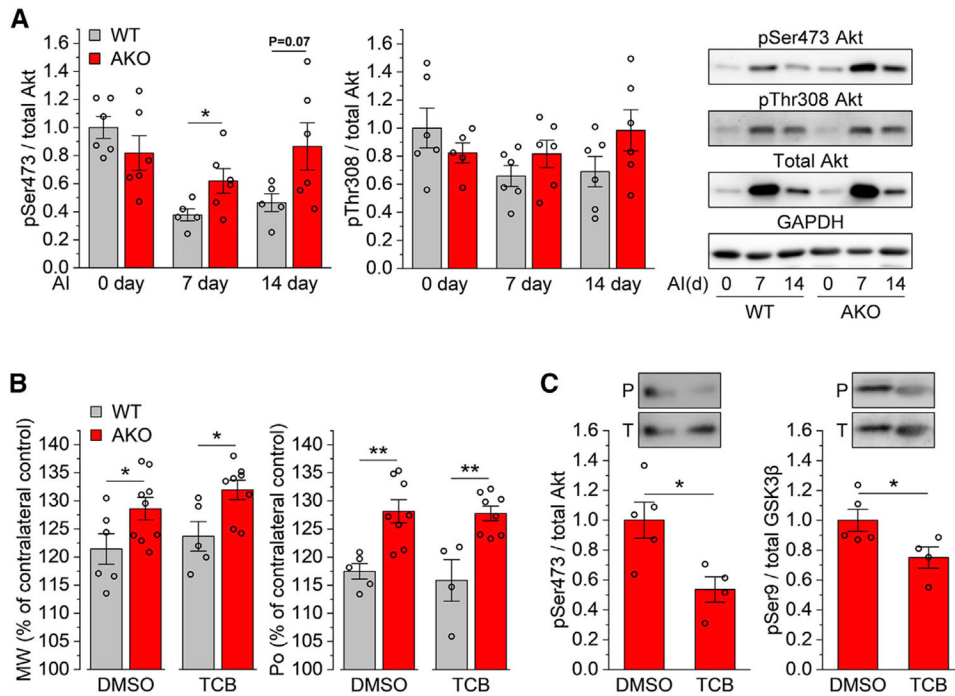 A
WT
AKO
pSer473 / total Akt
1.6
1.4
1.2
1.0
0.8
0.6
0.4
0.2
0.0
*
P=0.07
AI
0 day
7 day
14 day
pThr308 / total Akt
1.6
1.4
1.2
1.0
0.8
0.6
0.4
0.2
0.0
0 day
7 day
14 day
pSer473 Akt
pThr308 Akt
Total Akt
GAPDH
AI(d) 0 7 14 0 7 14
WT AKO
B
WT
AKO
MW (% of contralateral control)
140
135
130
125
120
115
110
105
100
*
*
DMSO TCB
Po (% of contralateral control)
140
135
130
125
120
115
110
105
100
**
**
DMSO TCB
C
P
T
pSer473 / total Akt
1.6
1.4
1.2
1.0
0.8
0.6
0.4
0.2
0.0
*
DMSO TCB
P
T
pSer9 / total GSK3β
1.6
1.4
1.2
1.0
0.8
0.6
0.4
0.2
0.0
*
DMSO TCB